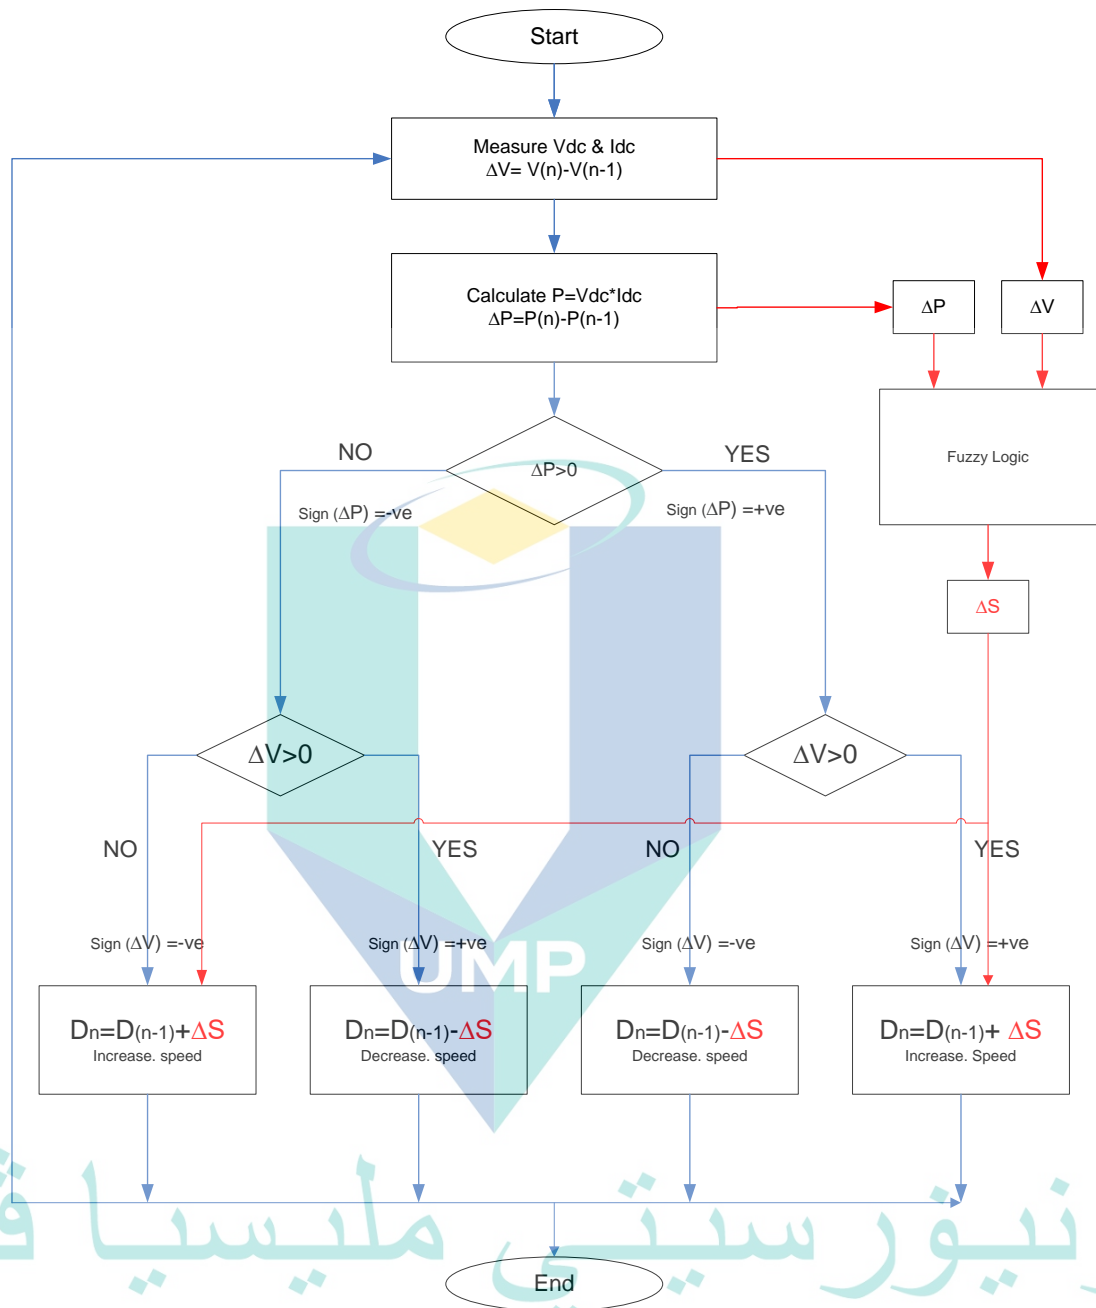 Start
Measure Vdc & Idc
ΔV= V(n)-V(n-1)
Calculate P=Vdc*Idc
ΔP=P(n)-P(n-1)
ΔP
ΔV
Fuzzy Logic
ΔS
NO
ΔP>0
YES
Sign (ΔP) =-ve
Sign (ΔP) =+ve
ΔV>0
ΔV>0
NO
YES
NO
YES
Sign (ΔV) =-ve
Sign (ΔV) =+ve
Sign (ΔV) =-ve
Sign (ΔV) =+ve
UMP
Dn=D(n-1)+ΔS
Increase. speed
Dn=D(n-1)-ΔS
Decrease. speed
Dn=D(n-1)-ΔS
Decrease. speed
Dn=D(n-1)+ ΔS
Increase. Speed
مليسيا
End